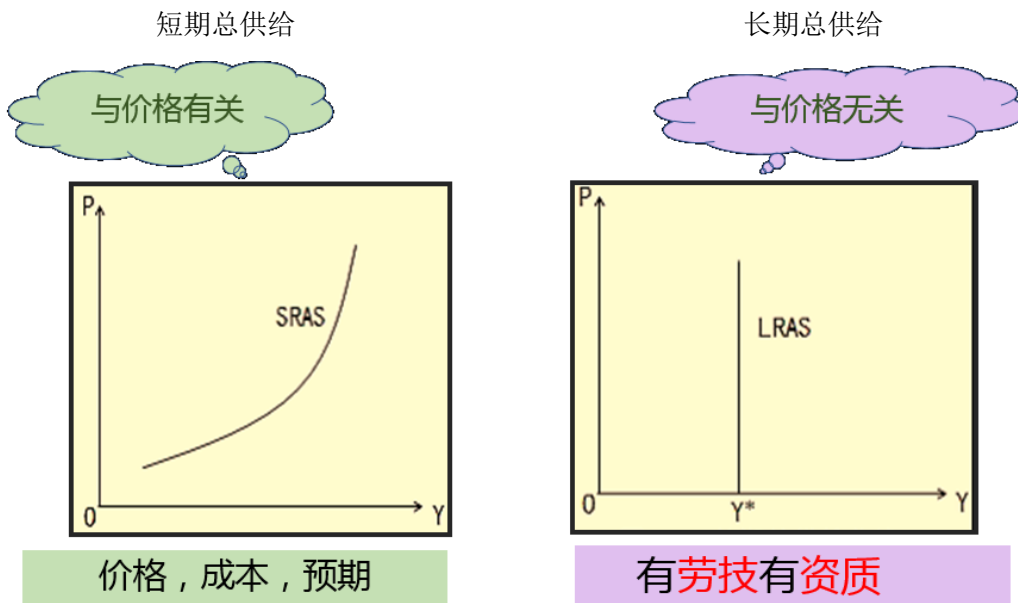 短期总供给
长期总供给
与价格有关
与价格无关
P
SRAS
0
Y
P
LRAS
0
Y*
Y
价格，成本，预期
有劳技有资质